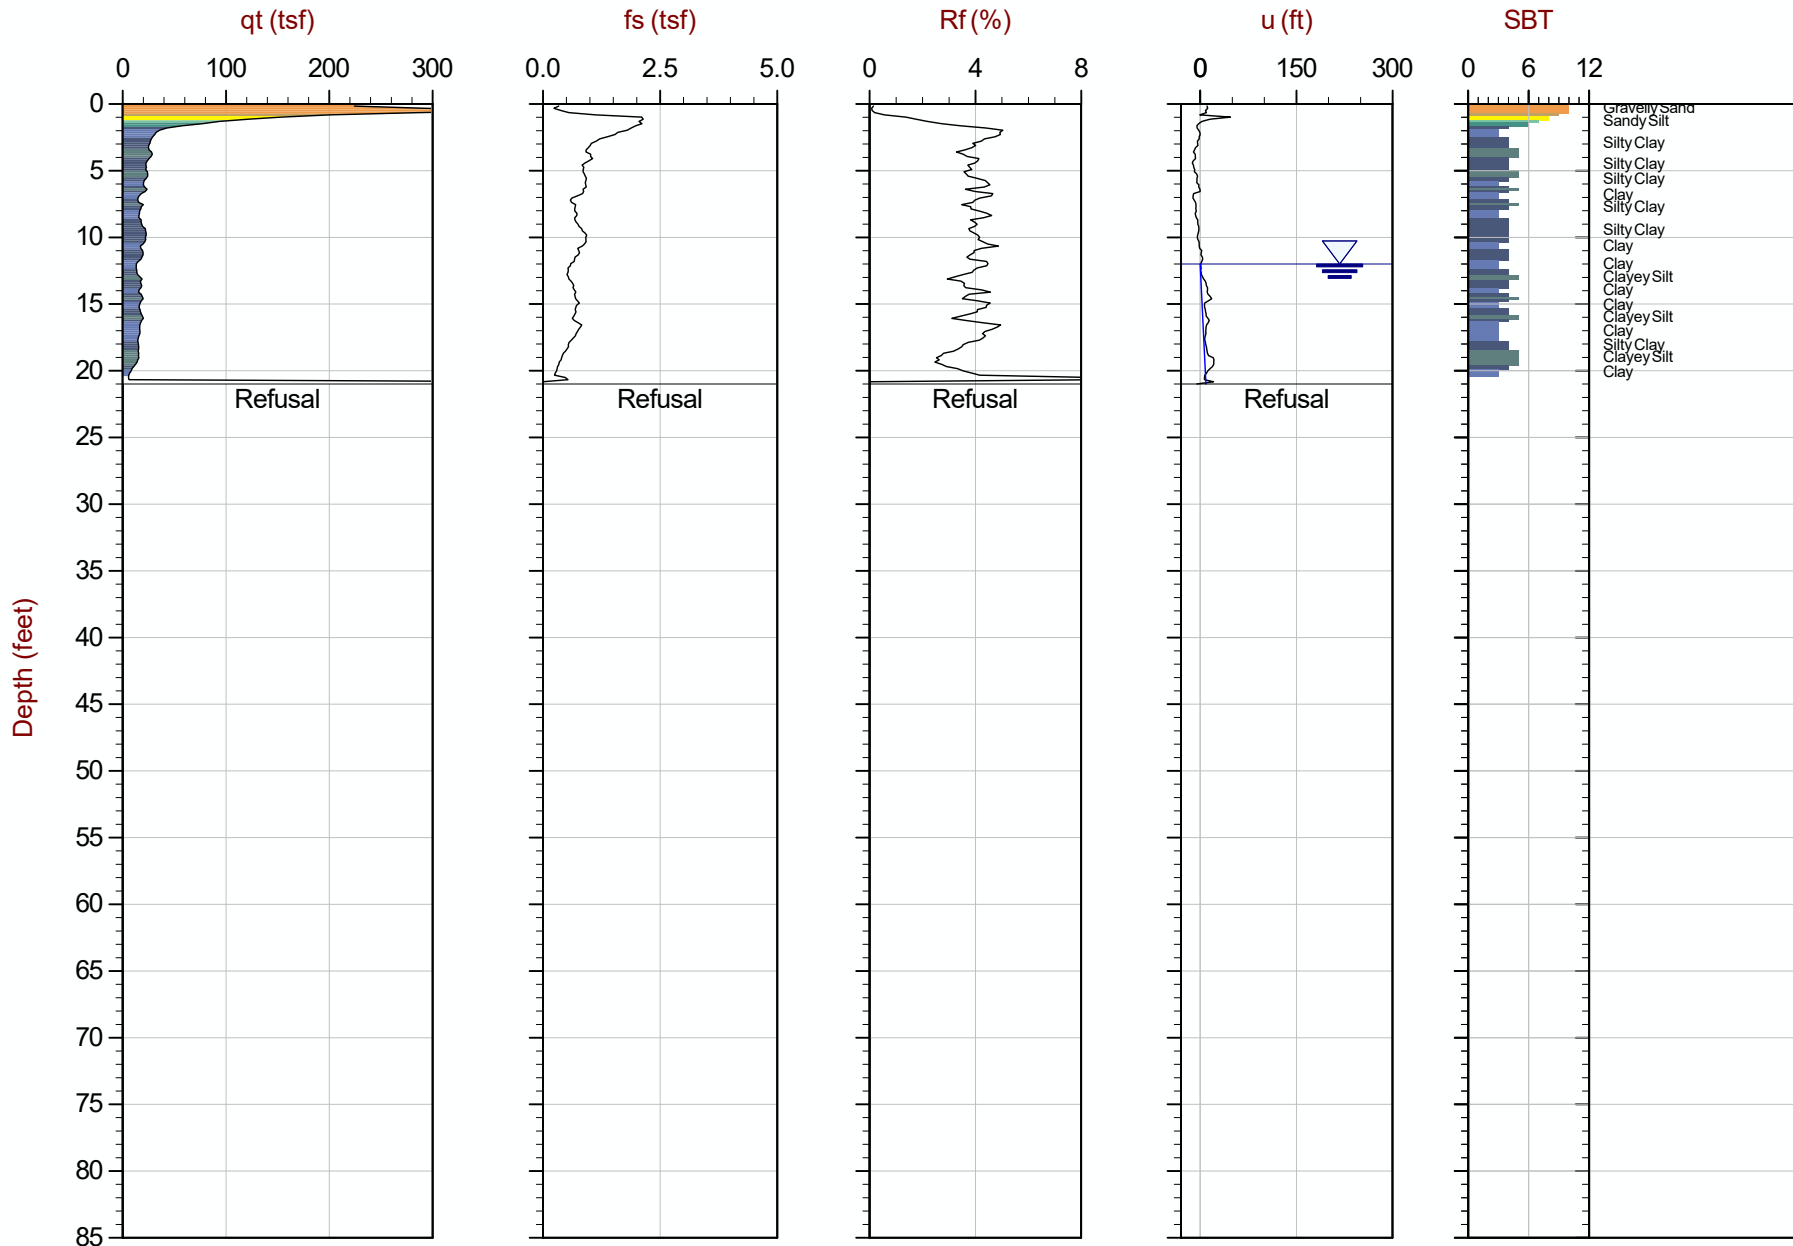 qt (tsf) fs (tsf) Rf (%) u (ft) SBT
0 100 200 300 0.0 2.5 5.0 0 4 8 0 150 300 0 6 12
0
5
10
15
20
25
30
35
40
45
50
55
60
65
70
75
80
85
Depth (feet)
Refusal Refusal Refusal Refusal
Gravelly Sand
Sandy Silt
Silty Clay
Silty Clay
Silty Clay
Clay
Silty Clay
Silty Clay
Clay
Clay
Clayey Silt
Clay
Clay
Clayey Silt
Clay
Silty Clay
Clayey Silt
Clay